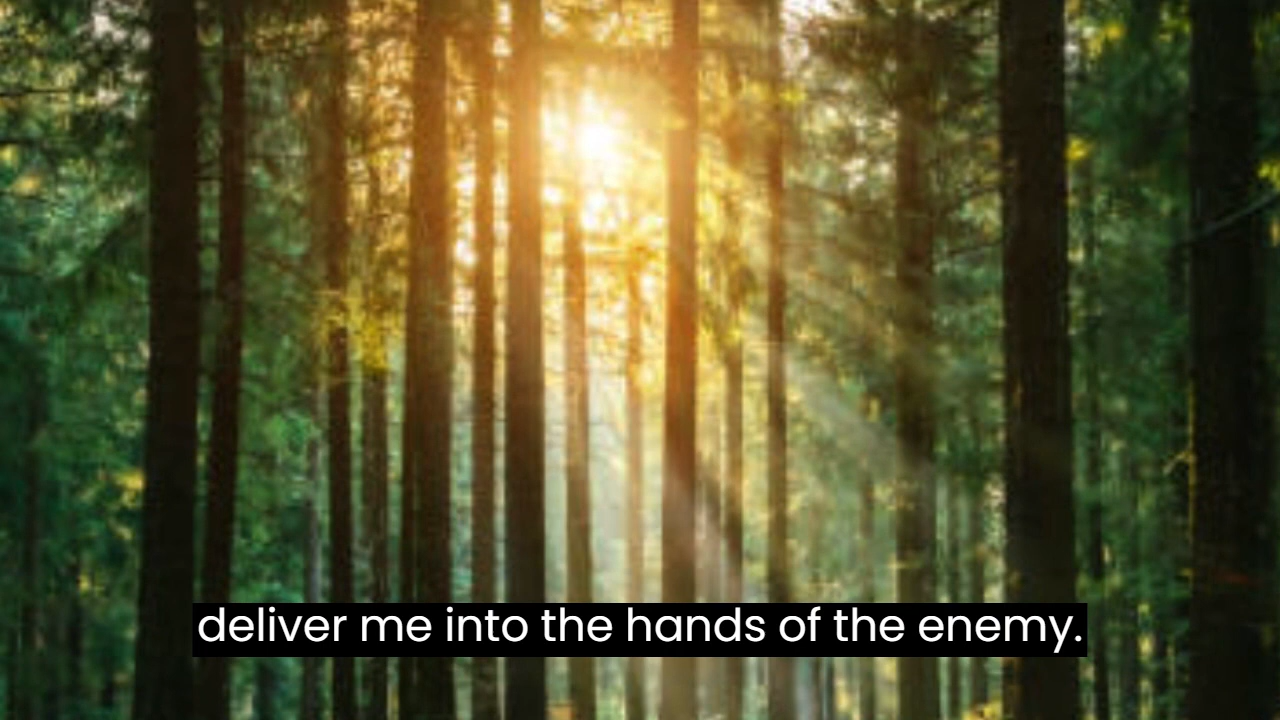 deliver me into the hands of the enemy.